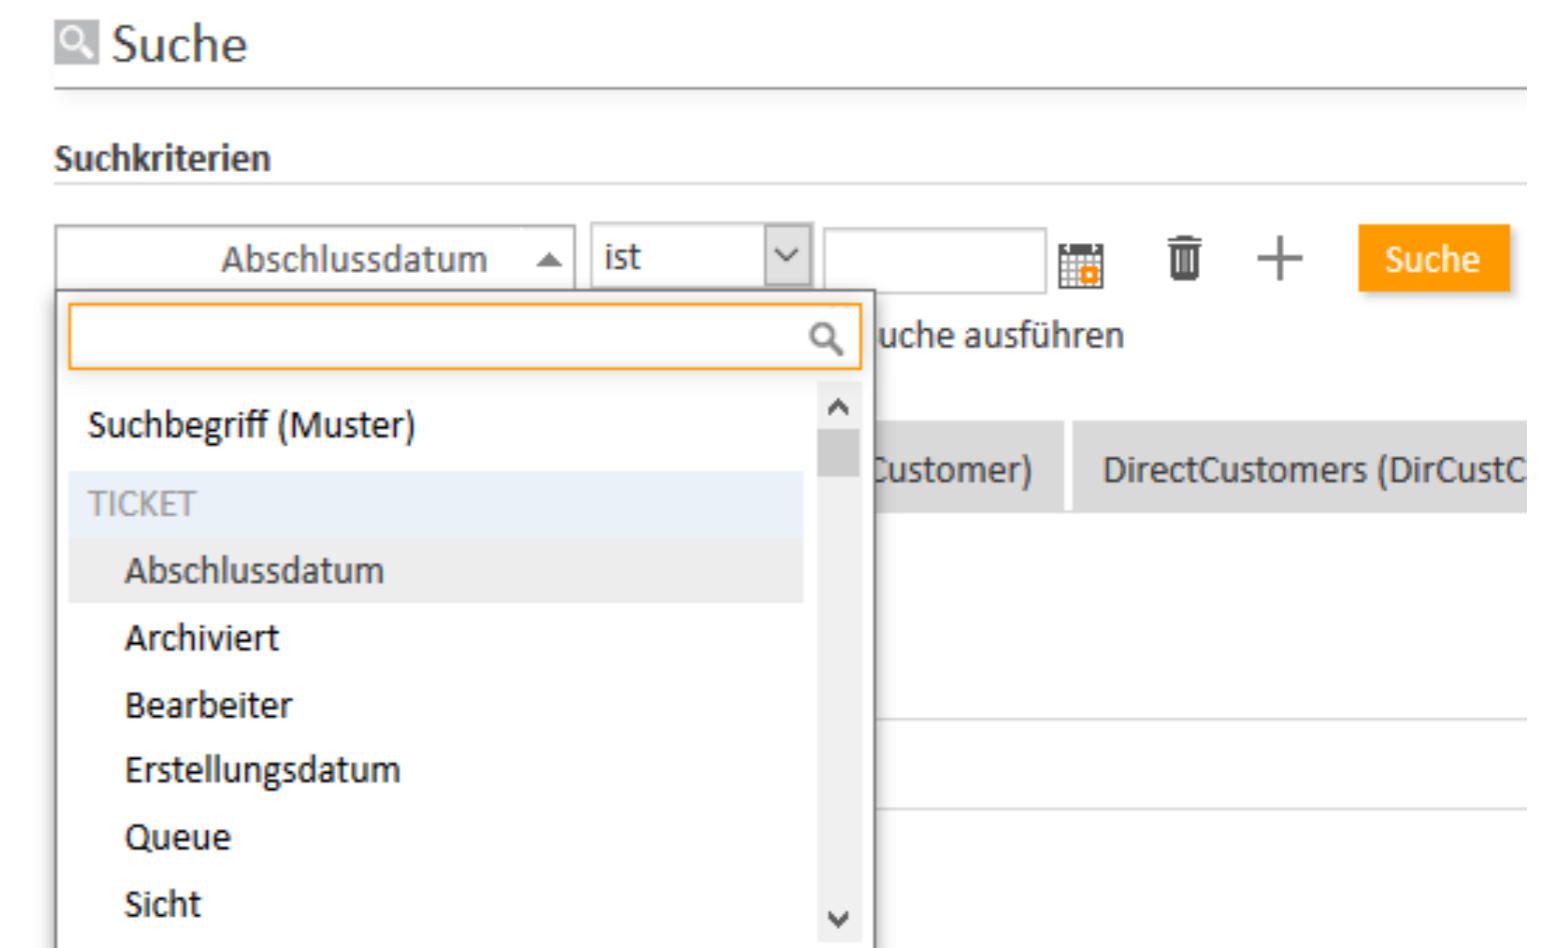 Suche
Suchkriterien
Abschlussdatum ist Suche
uche ausführen
Suchbegriff (Muster)
Customer) DirectCustomers (DirCustC
TICKET
Abschlussdatum
Archiviert
Bearbeiter
Erstellungsdatum
Queue
Sicht